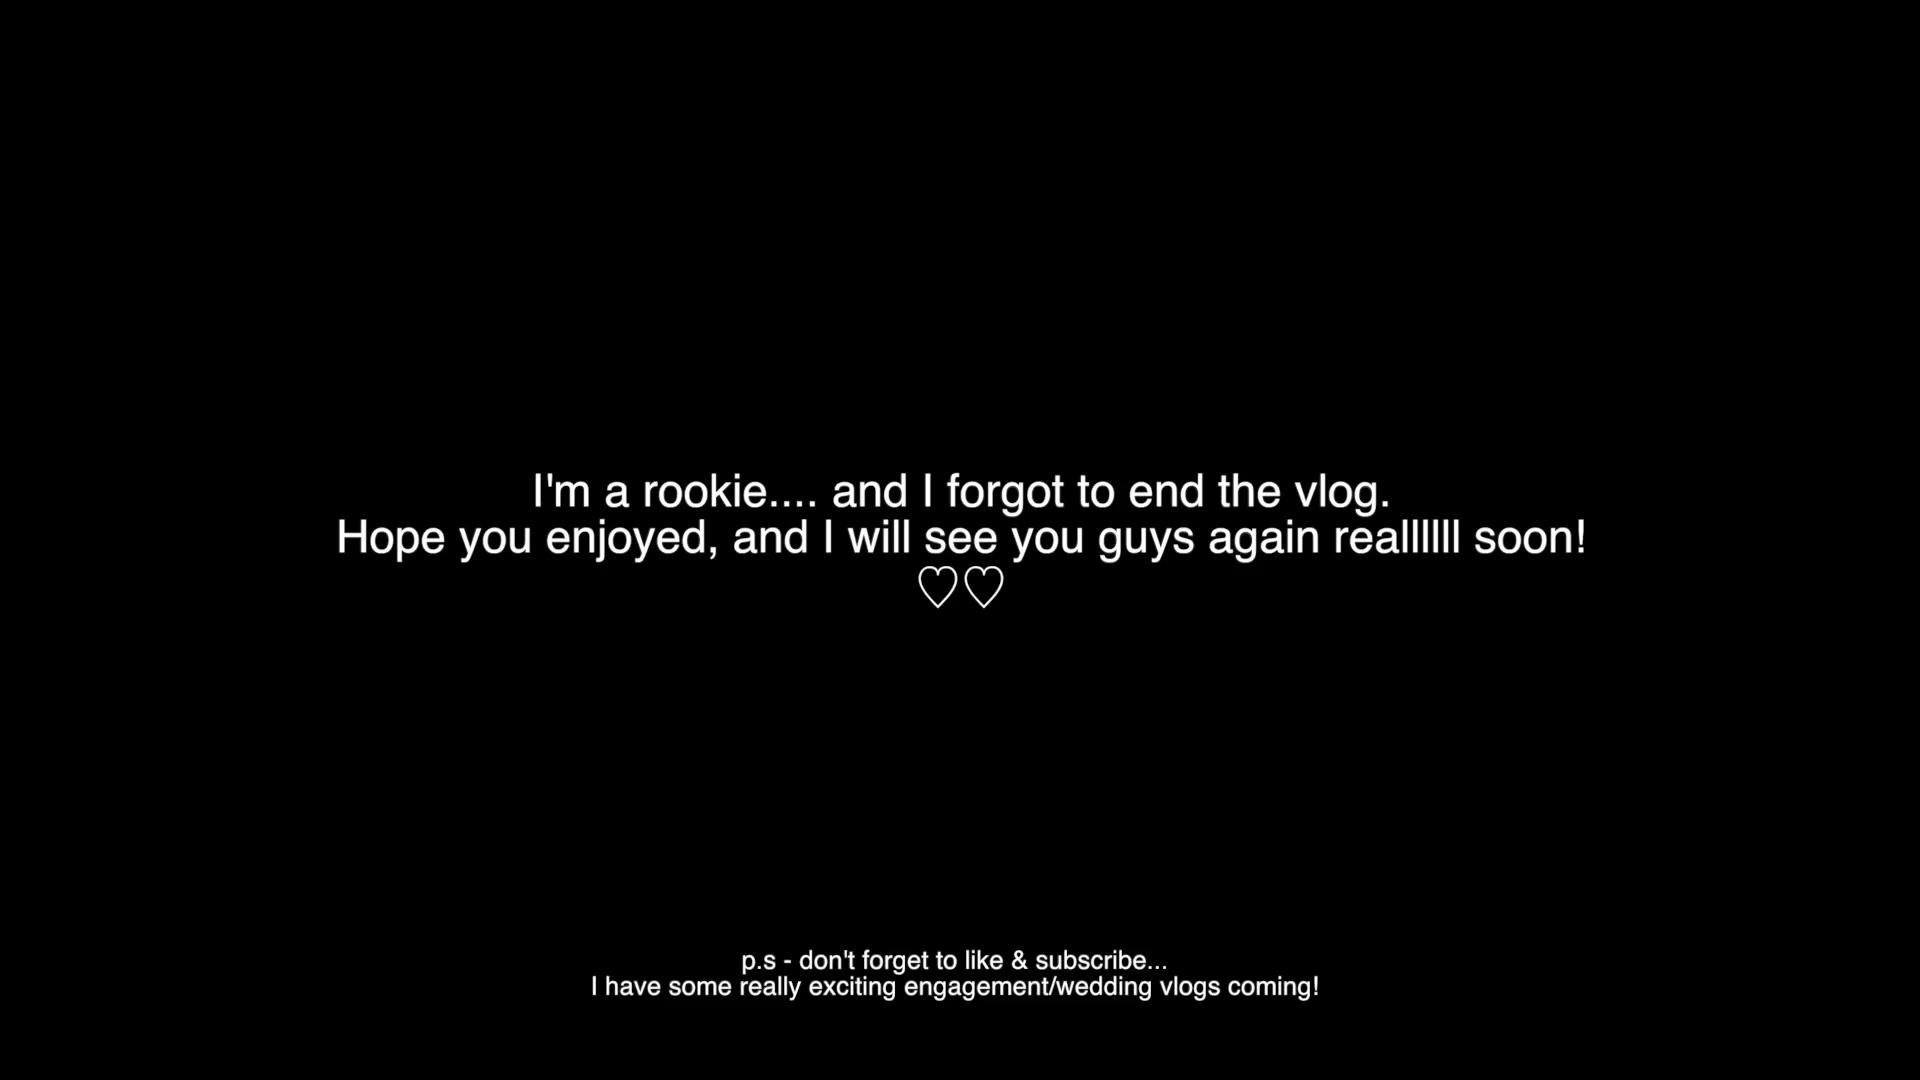 I'm a rookie.... and I forgot to end the vlog.
Hope you enjoyed, and I will see you guys again reallllll soon!
♡♡
p.s - don't forget to like & subscribe...
I have some really exciting engagement/wedding vlogs coming!